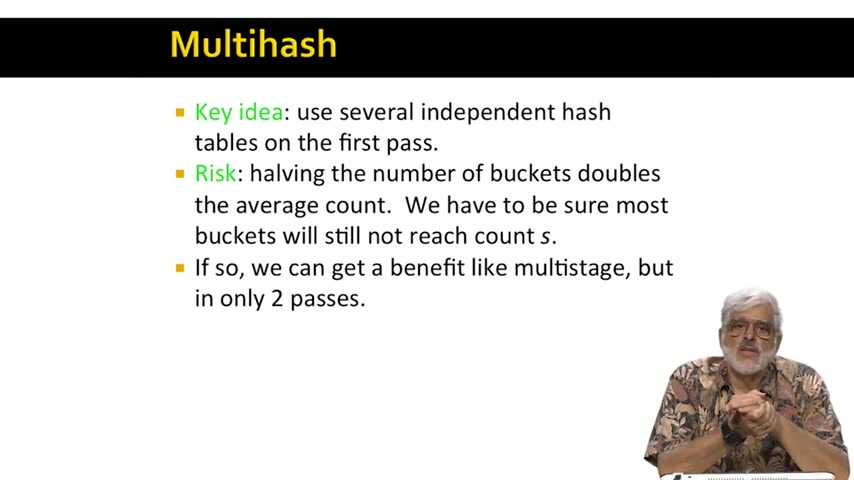 Multihash
Key idea: use several independent hash
tables on the first pass.
Risk: halving the number of buckets doubles
the average count. We have to be sure most
buckets will still not reach count s.
If so, we can get a benefit like multistage, but
in only 2 passes.